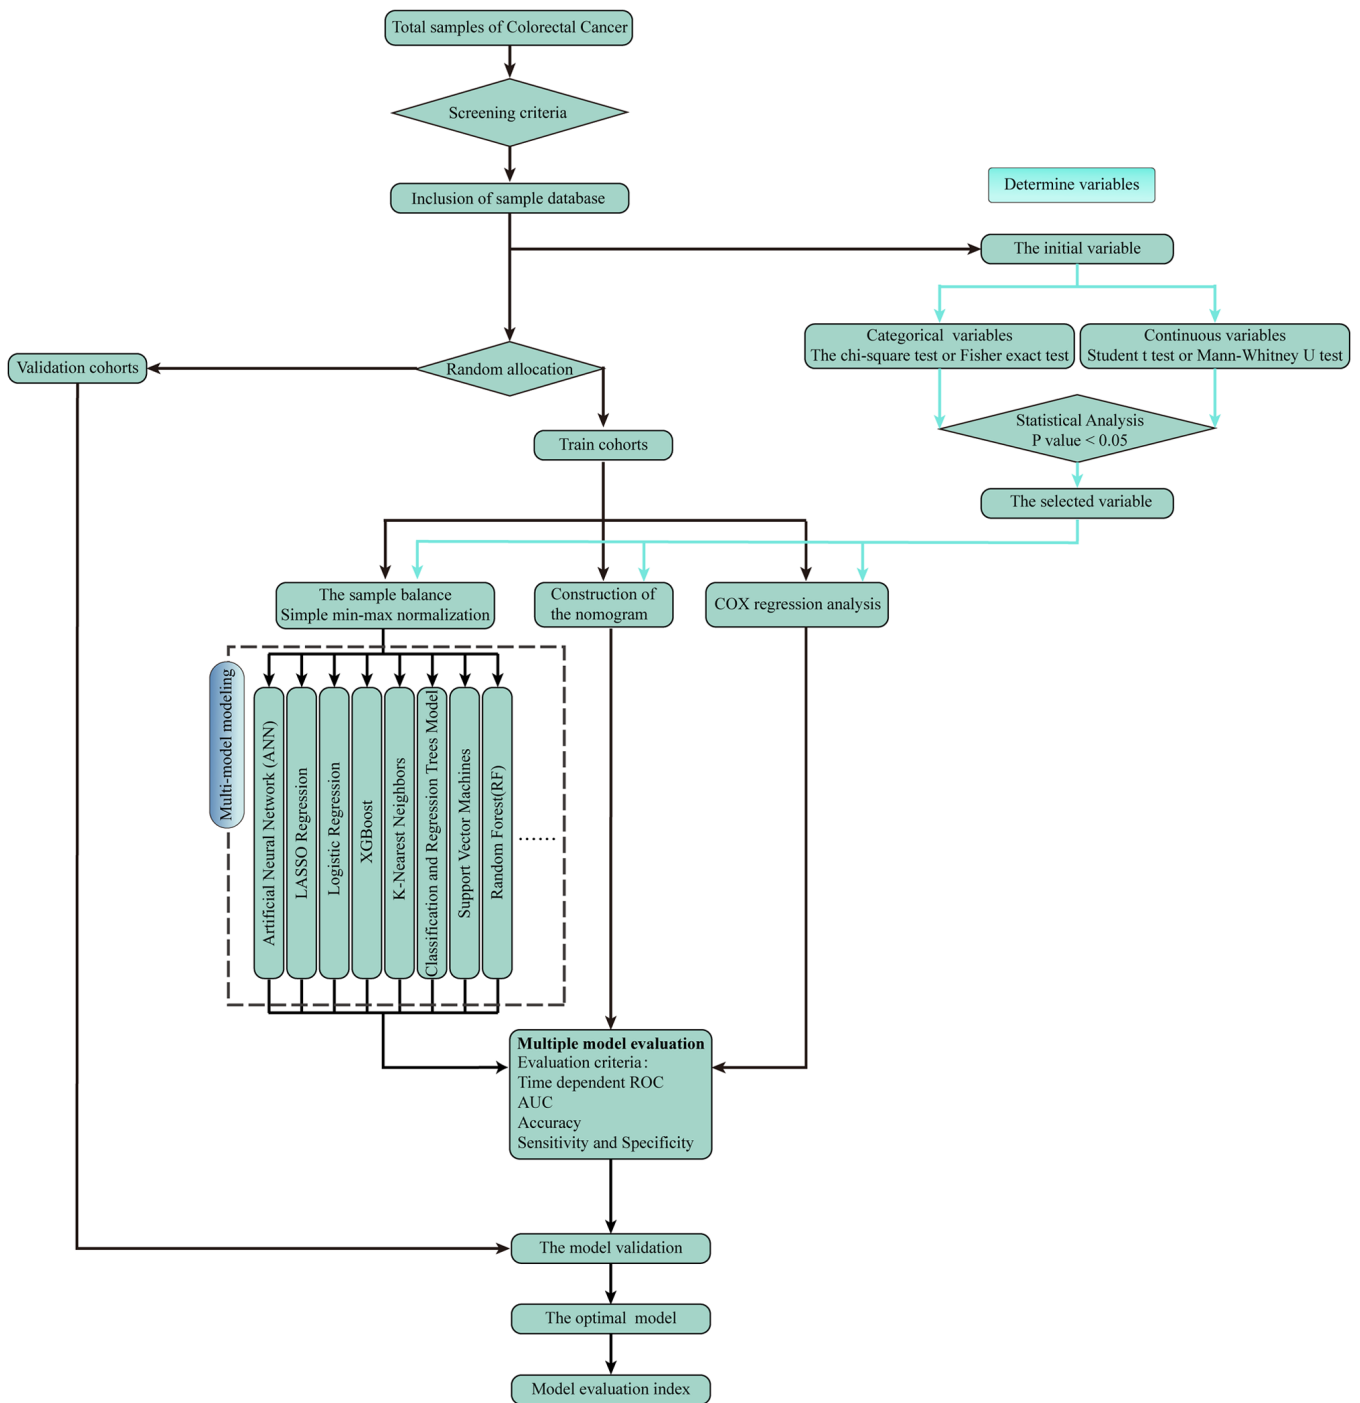 Total samples of Colorectal Cancer
Screening criteria
Inclusion of sample database
Determine variables
The initial variable
Categorical variables
The chi-square test or Fisher exact test
Continuous variables
Student t test or Mann-Whitney U test
Validation cohorts
Random allocation
Statistical Analysis
P value < 0.05
Train cohorts
The selected variable
The sample balance
Simple min-max normalization
Construction of
the nomogram
COX regression analysis
Multi-model modeling
Artificial Neural Network (ANN)
LASSO Regression
Logistic Regression
XGBoost
K-Nearest Neighbors
Classification and Regression Trees Model
Support Vector Machines
Random Forest(RF)
......
Multiple model evaluation
Evaluation criteria:
Time dependent ROC
AUC
Accuracy
Sensitivity and Specificity
The model validation
The optimal model
Model evaluation index